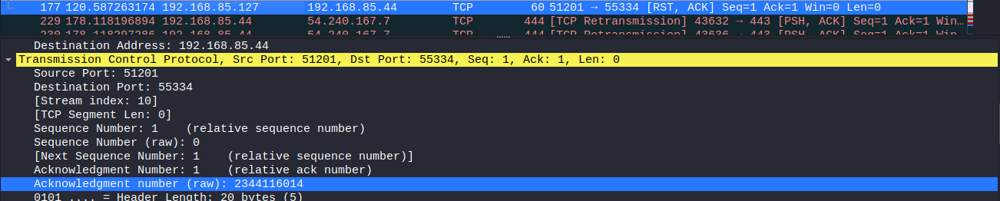 177 120.587263174 192.168.85.127 192.168.85.44 TCP 60 51201 → 55334 [RST, ACK] Seq=1 Ack=1 Win=0 Len=0
229 178.118196894 192.168.85.44 54.240.167.7 TCP 444 [TCP Retransmission] 43632 → 443 [PSH, ACK] Seq=1 Ack=1 Win…
230 178.118297286 192.168.85.44 54.240.167.7 TCP 444 [TCP Retransmission] 43636 → 443 [PSH, ACK] Seq=1 Ack=1 Win…
Destination Address: 192.168.85.44
Transmission Control Protocol, Src Port: 51201, Dst Port: 55334, Seq: 1, Ack: 1, Len: 0
Source Port: 51201
Destination Port: 55334
[Stream index: 10]
[TCP Segment Len: 0]
Sequence Number: 1    (relative sequence number)
Sequence Number (raw): 0
[Next Sequence Number: 1    (relative sequence number)]
Acknowledgment Number: 1    (relative ack number)
Acknowledgment number (raw): 2344116014
0101 .... = Header Length: 20 bytes (5)